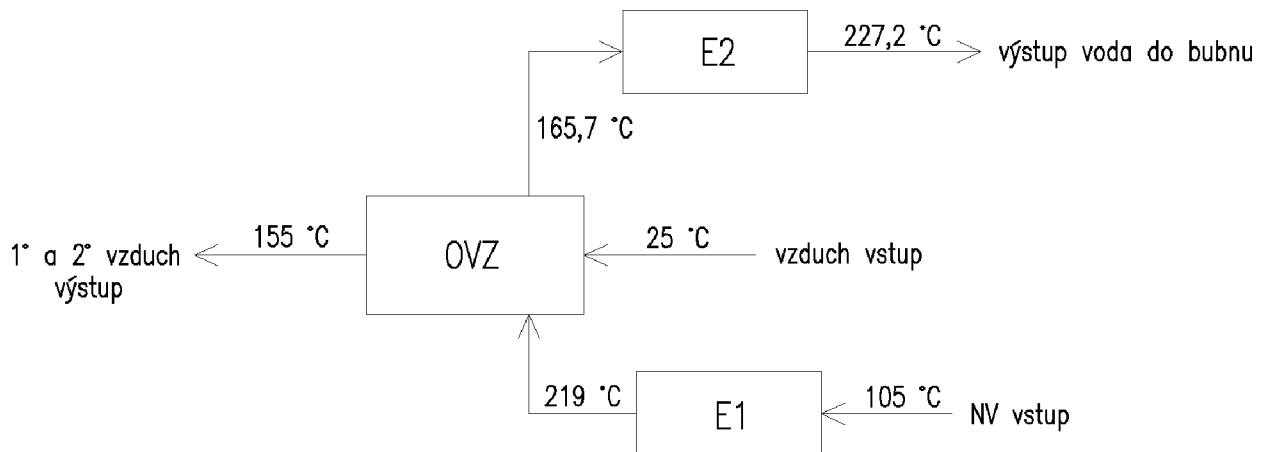 E2
227,2 °C
výstup voda do bubnu
165,7 °C
1° a 2° vzduch
výstup
155 °C
OVZ
25 °C
vzduch vstup
219 °C
E1
105 °C
NV vstup